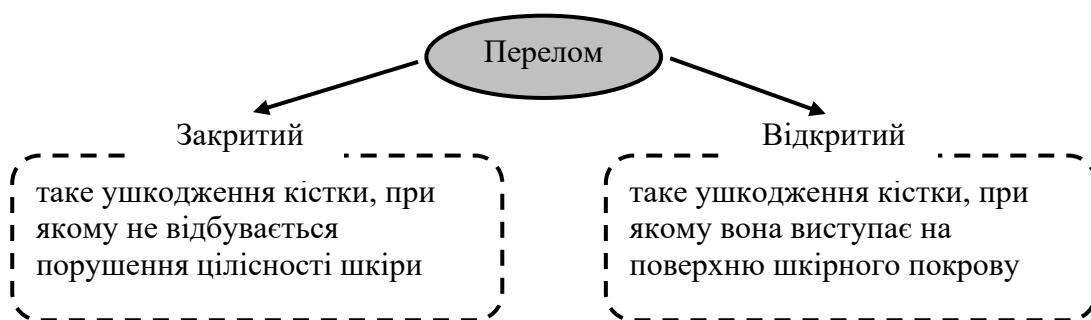 Перелом
Закритий
Відкритий
таке ушкодження кістки, при
якому не відбувається
порушення цілісності шкіри
таке ушкодження кістки, при
якому вона виступає на
поверхню шкірного покрову